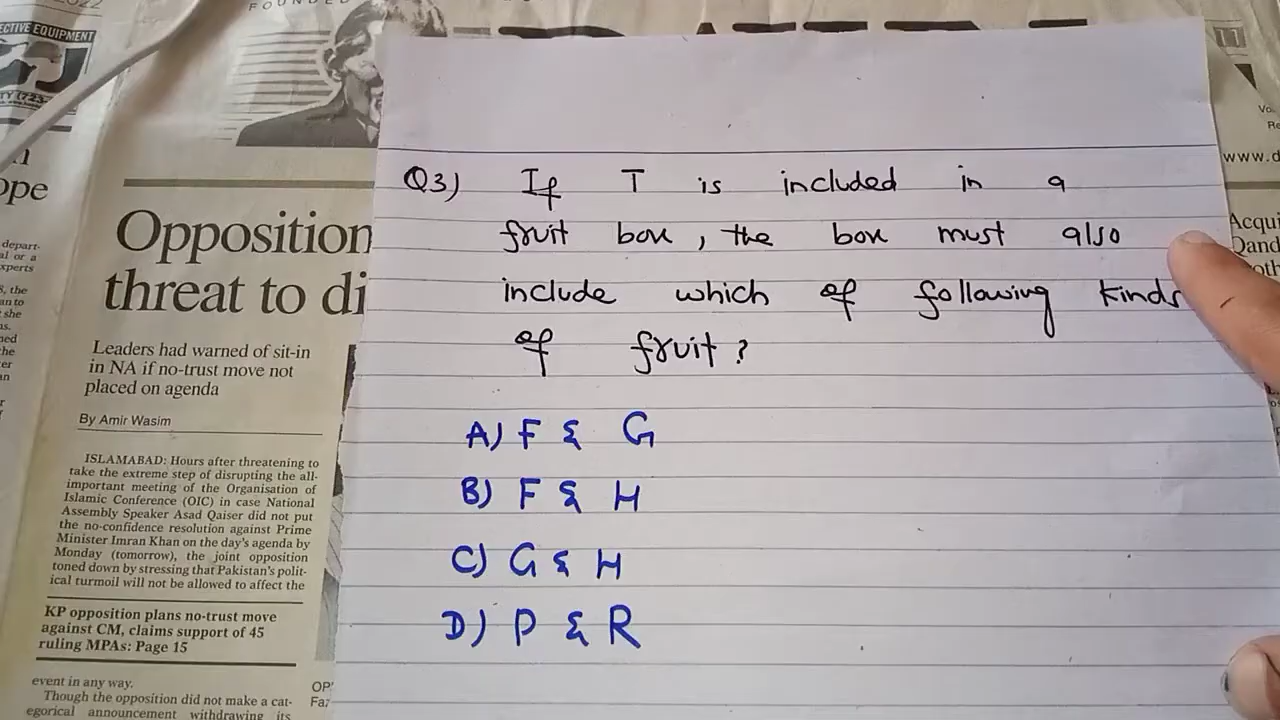 FOUNDED
ECTIVE EQUIPMENT
11
www.d
ope
Opposition
threat to di
Leaders had warned of sit-in
in NA if no-trust move not
placed on agenda
By Amir Wasim
ISLAMABAD: Hours after threatening to
take the extreme step of disrupting the all-
important meeting of the Organisation of
Islamic Conference (OIC) in case National
Assembly Speaker Asad Qaiser did not put
the no-confidence resolution against Prime
Minister Imran Khan on the day's agenda by
Monday (tomorrow), the joint opposition
toned down by stressing that Pakistan's polit-
ical turmoil will not be allowed to affect the
KP opposition plans no-trust move
against CM, claims support of 45
ruling MPAs: Page 15
event in any way.
Though the opposition did not make a cat-
egorical announcement withdrawing its
Q3) If T is included in a
fruit box, the box must also
include which of following kinds
of fruit?
A) F & G
B) F & H
C) G & H
D) P & R
Acqui
Qand